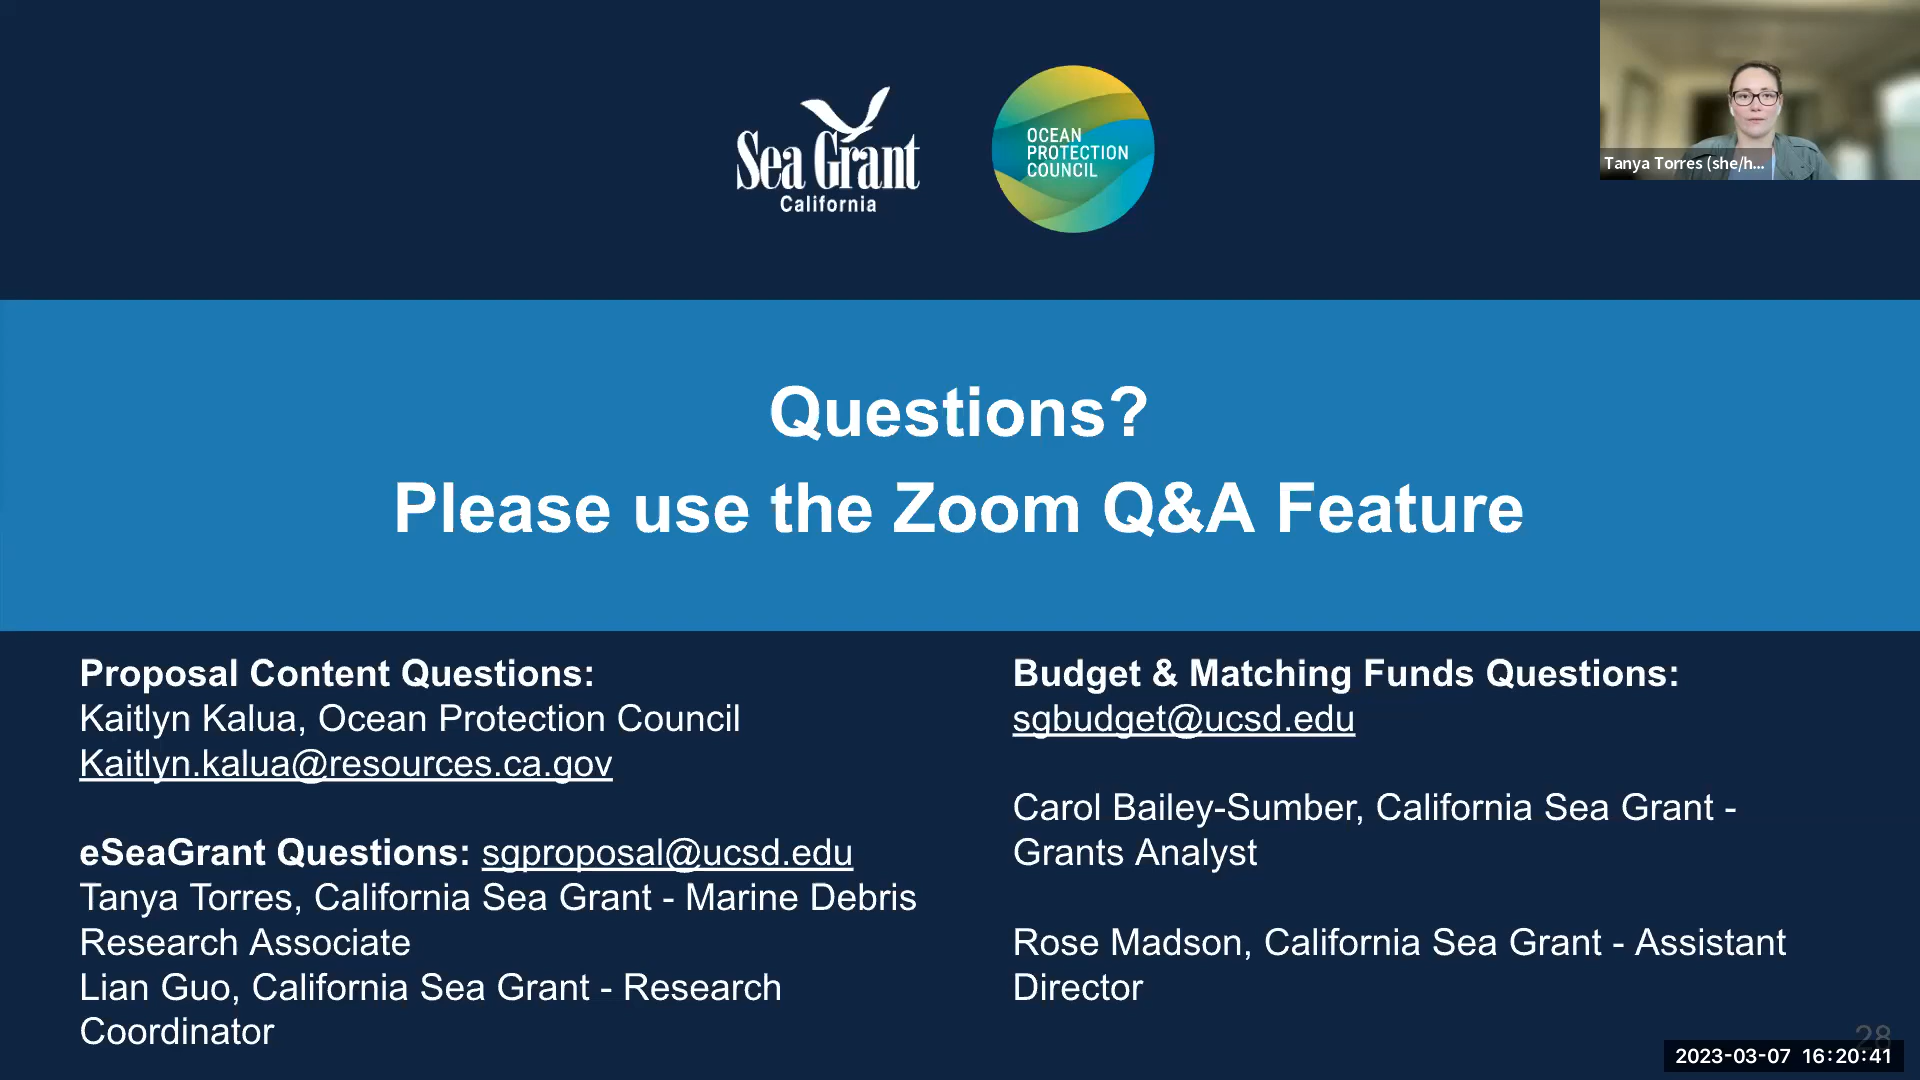 Sea Grant
California
OCEAN
PROTECTION
COUNCIL
Tanya Torres (she/h...
Questions?
Please use the Zoom Q&A Feature
Proposal Content Questions:
Kaitlyn Kalua, Ocean Protection Council
Kaitlyn.kalua@resources.ca.gov
eSeaGrant Questions: sgproposal@ucsd.edu
Tanya Torres, California Sea Grant - Marine Debris
Research Associate
Lian Guo, California Sea Grant - Research
Coordinator
Budget & Matching Funds Questions:
sgbudget@ucsd.edu
Carol Bailey-Sumber, California Sea Grant -
Grants Analyst
Rose Madson, California Sea Grant - Assistant
Director
28
2023-03-07 16:20:41